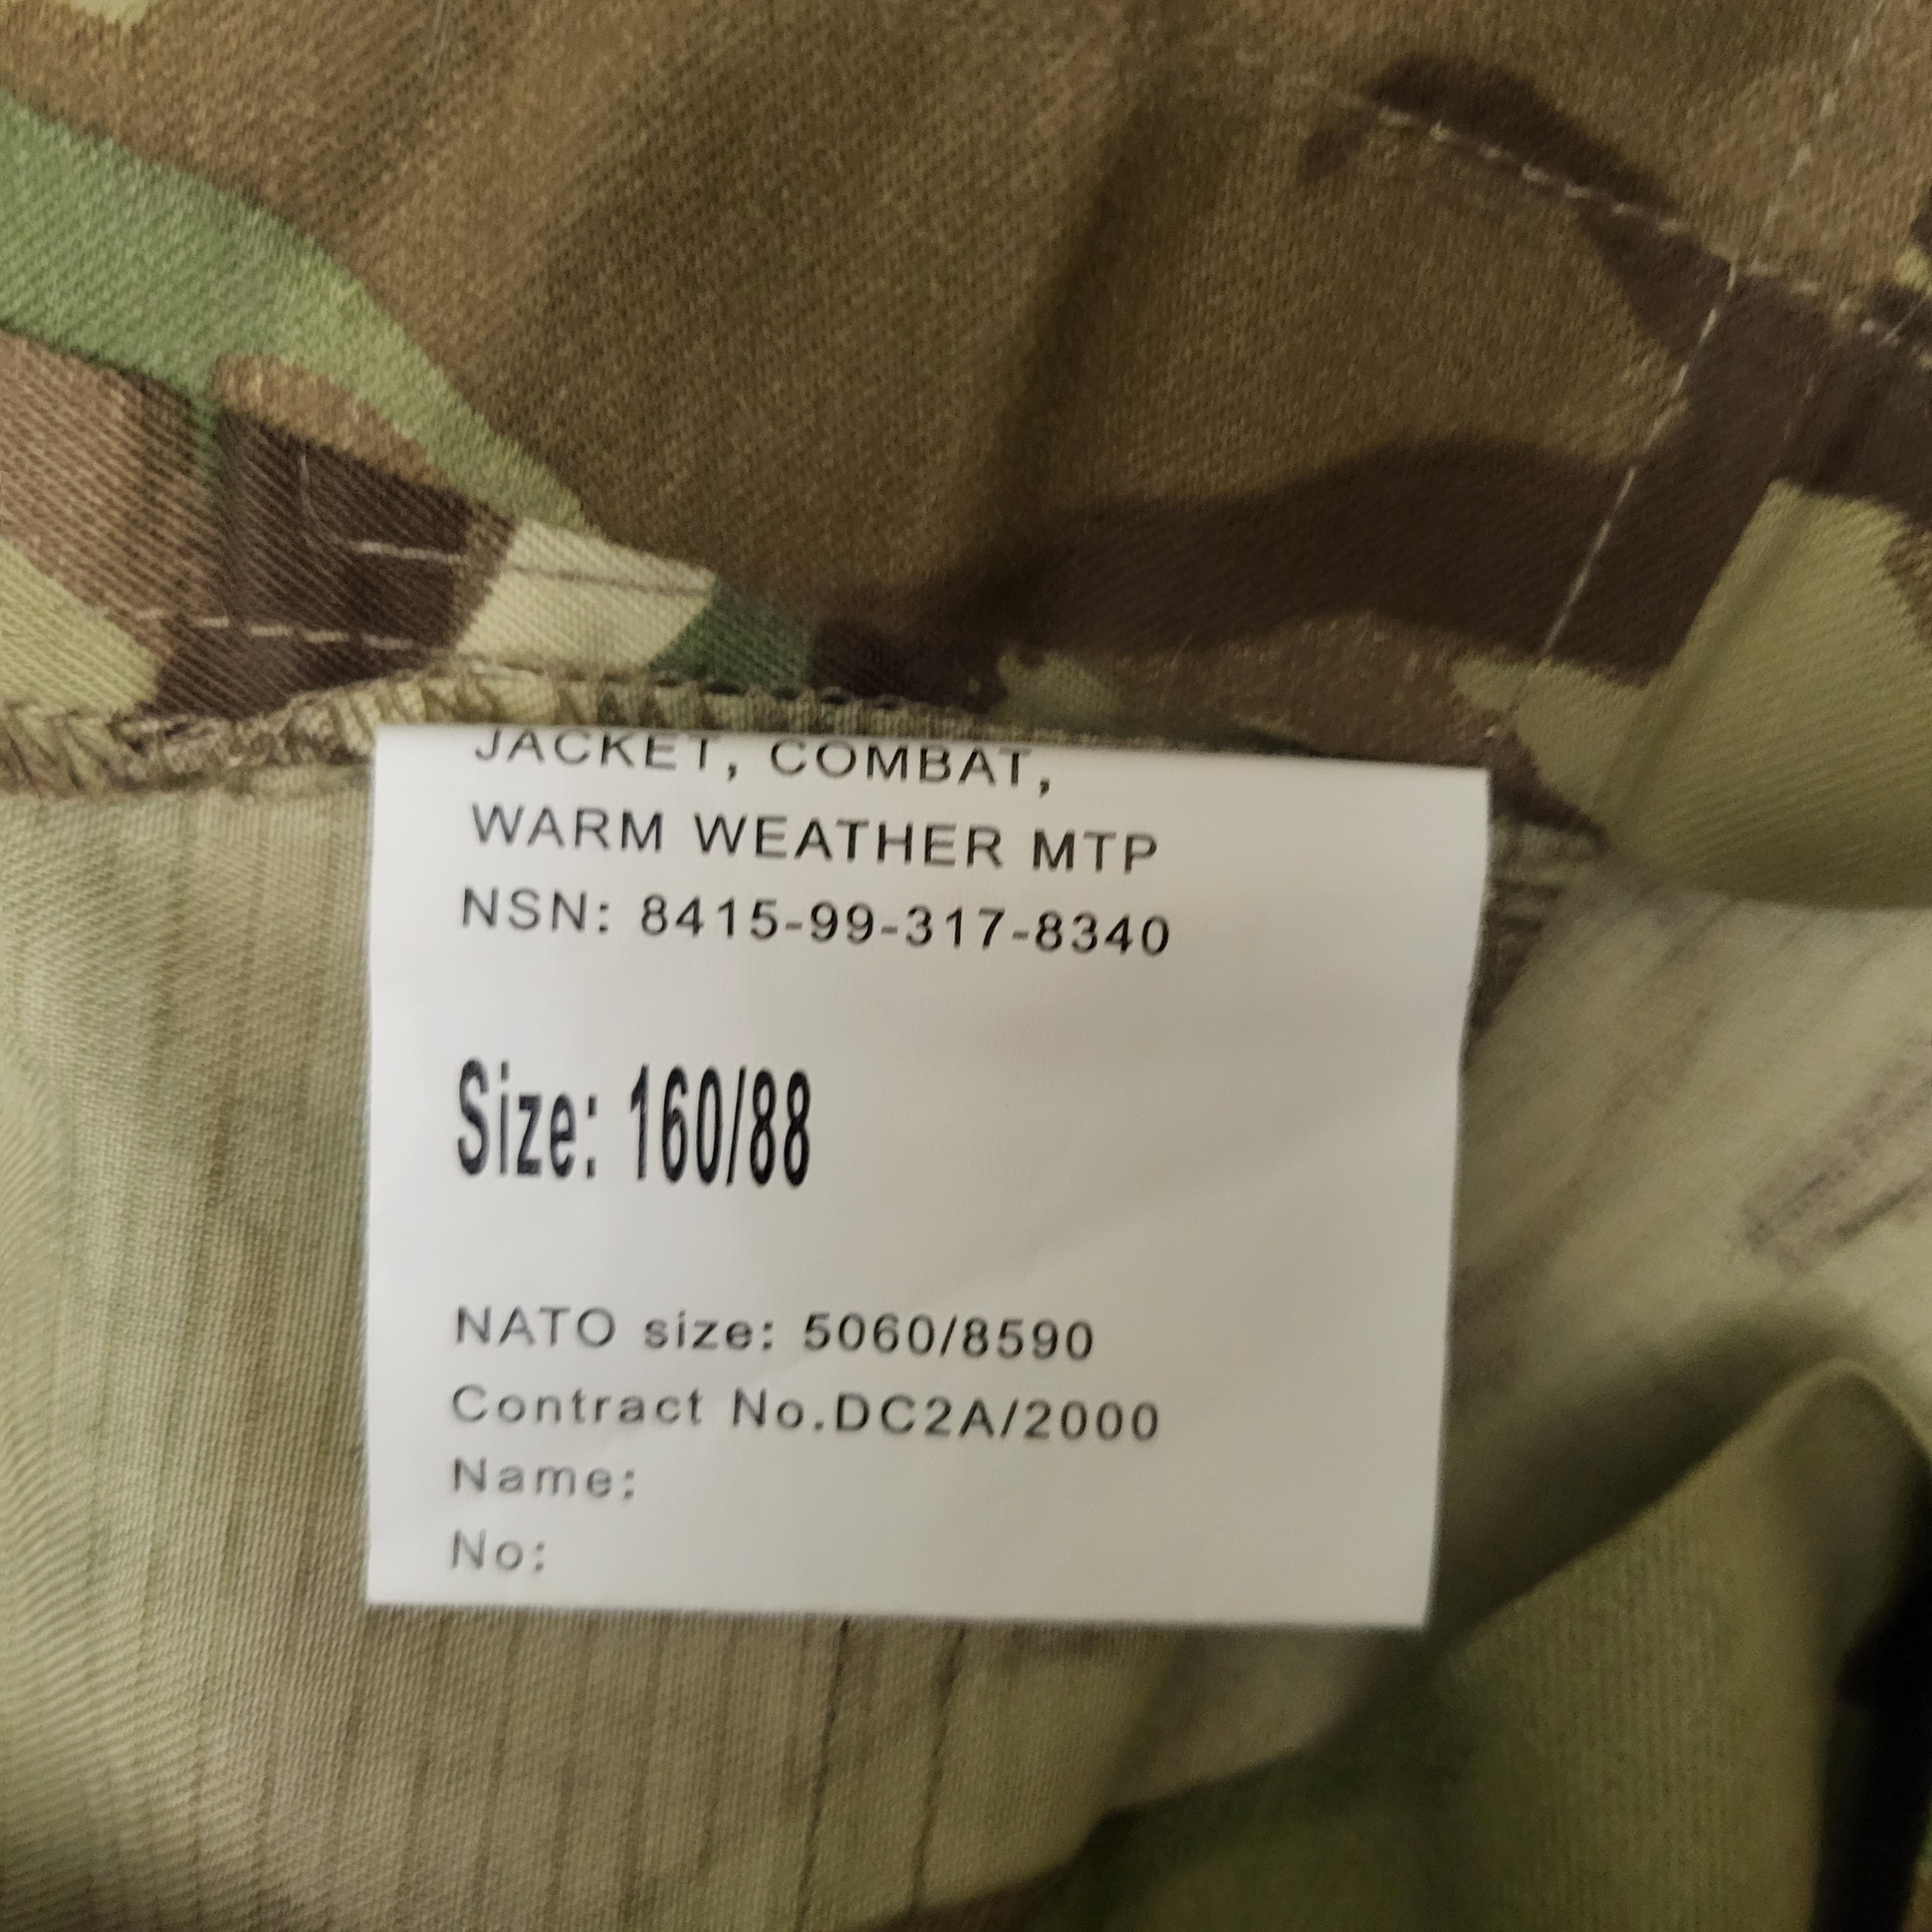 JACKET, COMBAT,
WARM WEATHER MTP
NSN: 8415-99-317-8340
Size: 160/88
NATO size: 5060/8590
Contract No.DC2A/2000
Name:
No: